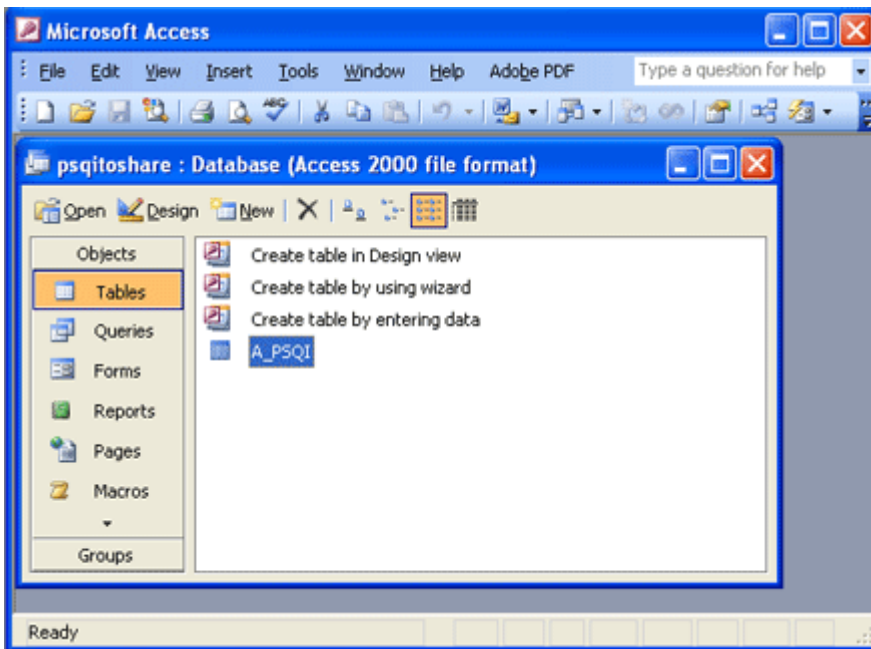 Microsoft Access
File Edit View Insert Tools Window Help Adobe PDF Type a question for help
psqitoshare : Database (Access 2000 file format)
Open Design New
Objects
Tables
Queries
Forms
Reports
Pages
Macros
Groups
Create table in Design view
Create table by using wizard
Create table by entering data
A_PSQI
Ready